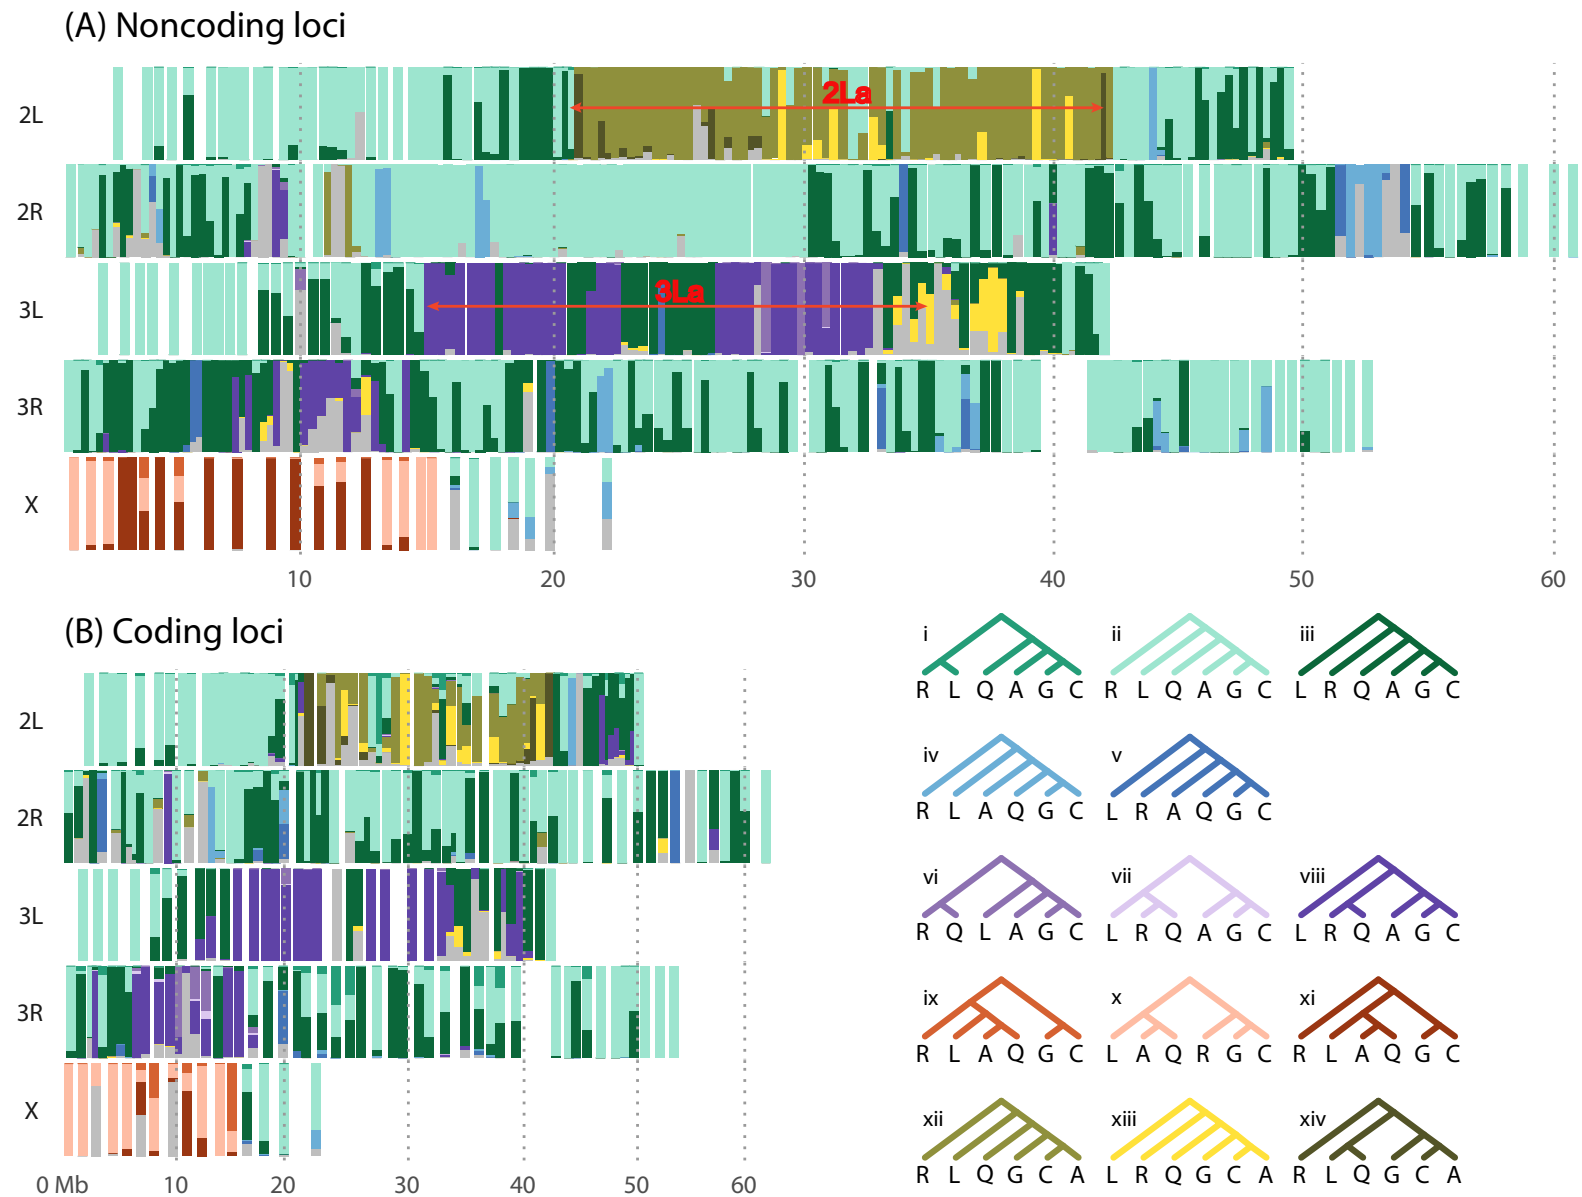 (A) Noncoding loci
2L
2La
2R
3L
3La
3R
X
10 20 30 40 50 60
(B) Coding loci
2L
2R
3L
3R
X
0 Mb 10 20 30 40 50 60
i ii iii
R L Q A G C R L Q A G C L R Q A G C
iv v
R L A Q G C L R A Q G C
vi vii viii
R Q L A G C L R Q A G C L R Q A G C
ix x xi
R L A Q G C L A Q R G C R L A Q G C
xii xiii xiv
R L Q G C A L R Q G C A R L Q G C A